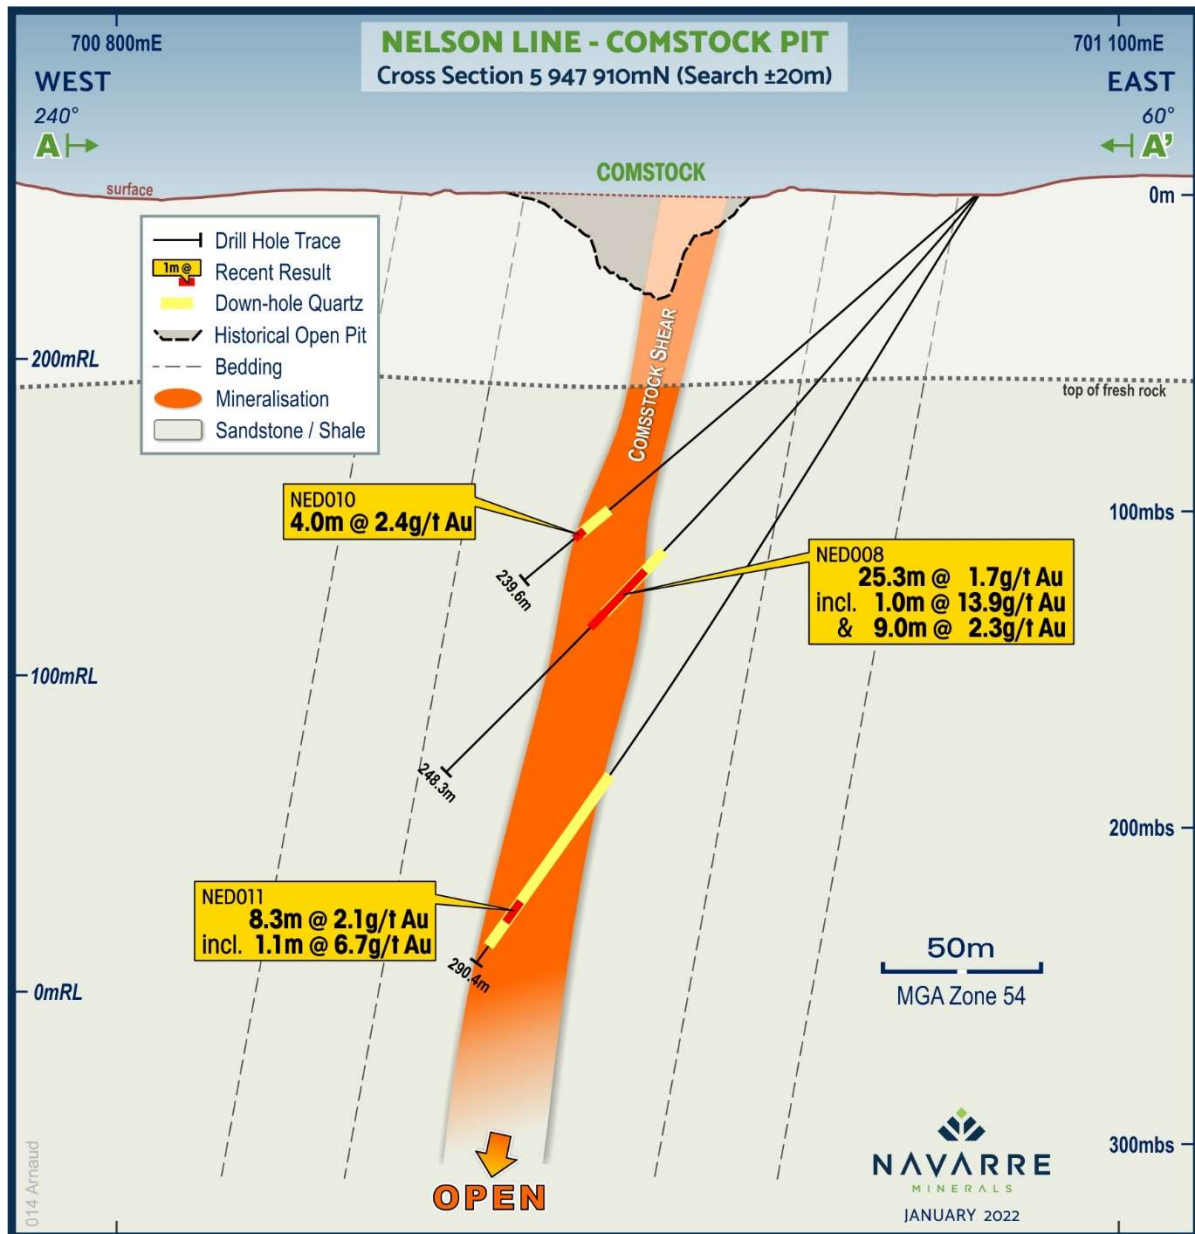 700 800mE
NELSON LINE - COMSTOCK PIT
701 100mE
Cross Section 5 947 910mN (Search ±20m)
WEST
EAST
240°
60°
A
A'
COMSTOCK
surface
0m
Drill Hole Trace
1m @
Recent Result
Down-hole Quartz
Historical Open Pit
Bedding
Mineralisation
Sandstone / Shale
COMSSTOCK SHEAR
200mRL
top of fresh rock
NED010
4.0m @ 2.4g/t Au
100mbs
239.6m
NED008
25.3m @ 1.7g/t Au
incl. 1.0m @ 13.9g/t Au
& 9.0m @ 2.3g/t Au
100mRL
248.3m
200mbs
NED011
8.3m @ 2.1g/t Au
incl. 1.1m @ 6.7g/t Au
290.4m
50m
MGA Zone 54
0mRL
300mbs
OPEN
014 Arnaud
NAVARRE
MINERALS
JANUARY 2022